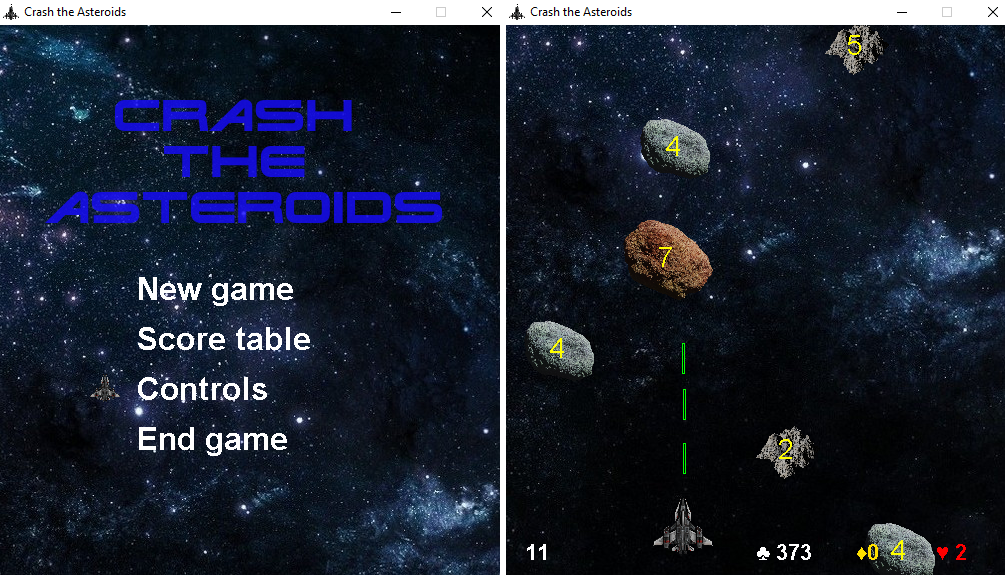 Crash the Asteroids
CRASH
THE
ASTEROIDS
New game
Score table
Controls
End game
Crash the Asteroids
5
4
7
4
2
11
♣ 373
♦0
4
♥ 2